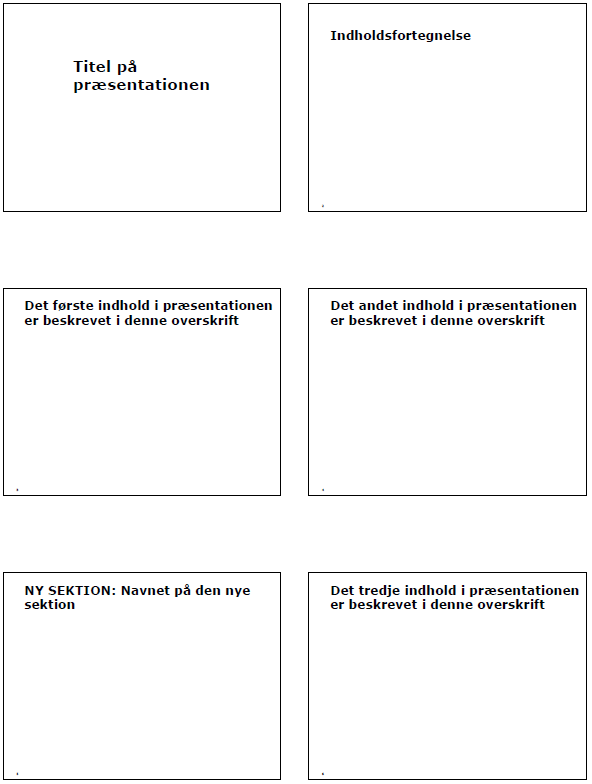 Titel på
præsentationen
Indholdsfortegnelse
Det første indhold i præsentationen
er beskrevet i denne overskrift
Det andet indhold i præsentationen
er beskrevet i denne overskrift
NY SEKTION: Navnet på den nye
sektion
Det tredje indhold i præsentationen
er beskrevet i denne overskrift